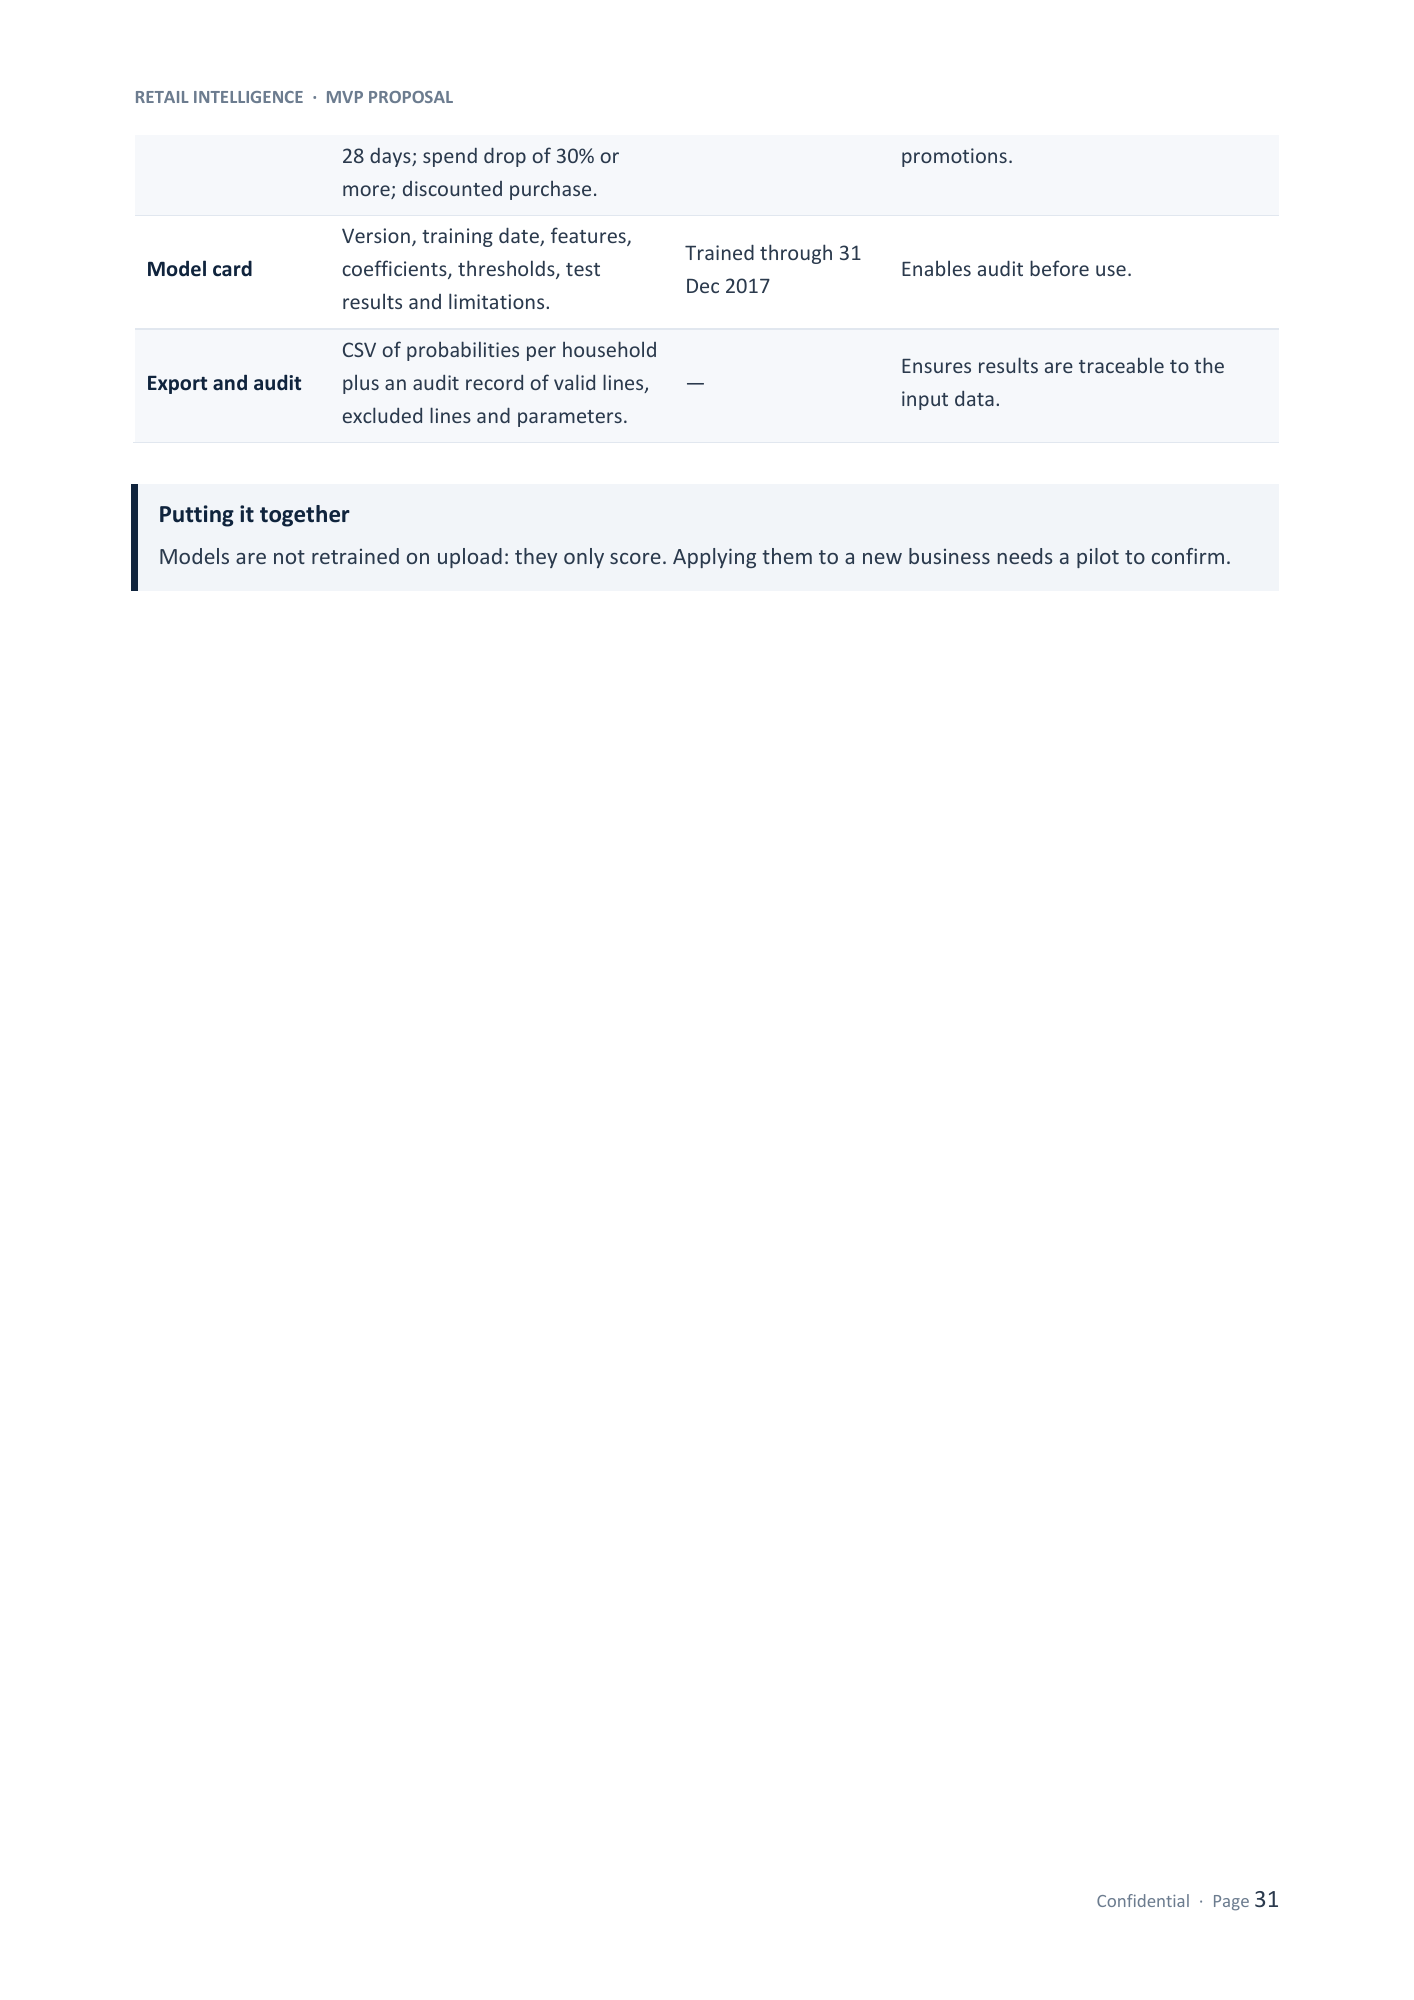 RETAIL INTELLIGENCE · MVP PROPOSAL
28 days; spend drop of 30% or
more; discounted purchase.
promotions.
Model card
Version, training date, features,
coefficients, thresholds, test
results and limitations.
Trained through 31
Dec 2017
Enables audit before use.
Export and audit
CSV of probabilities per household
plus an audit record of valid lines,
excluded lines and parameters.
—
Ensures results are traceable to the
input data.
Putting it together
Models are not retrained on upload: they only score. Applying them to a new business needs a pilot to confirm.
Confidential · Page 31